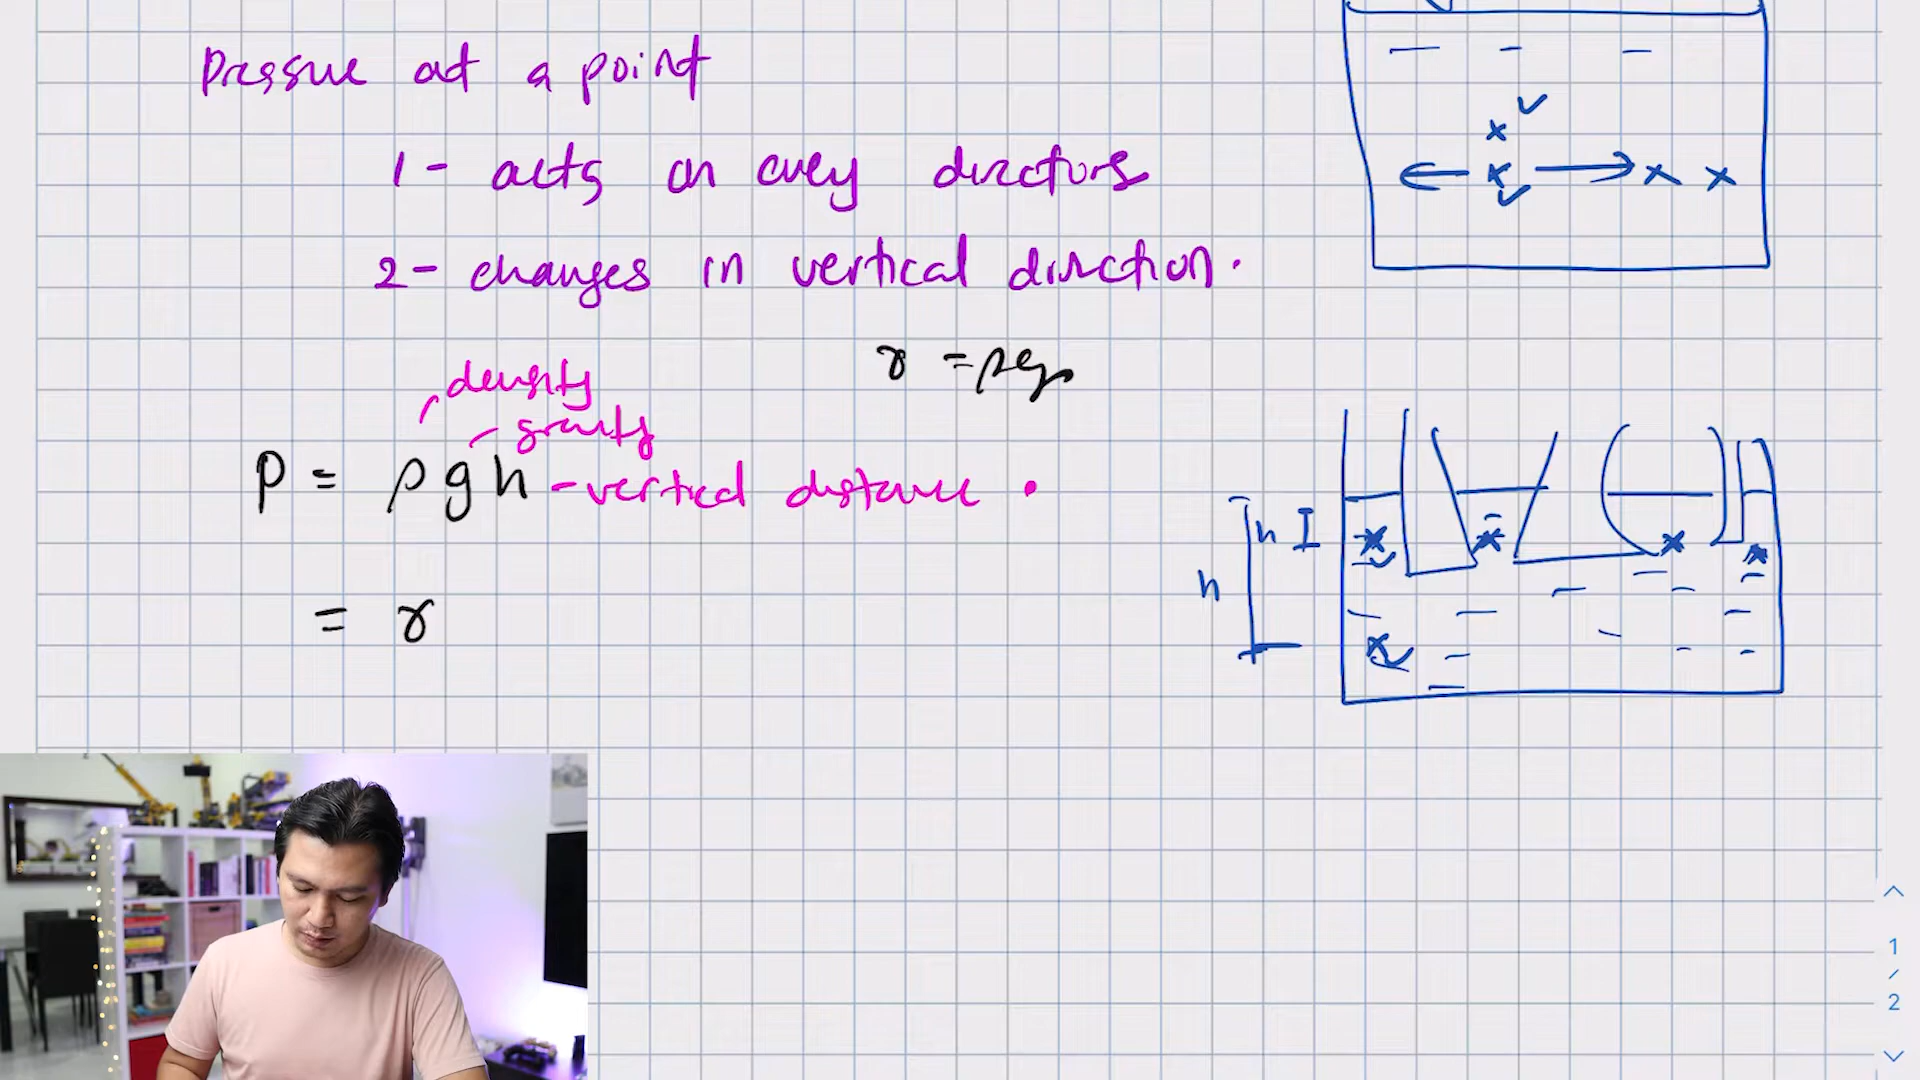 Pressure at a point
1- acts on every directions
2- changes in vertical direction.
density
γ = ρg
gravity
P = ρgh - vertical distance
h
h
= γ
1
/
2